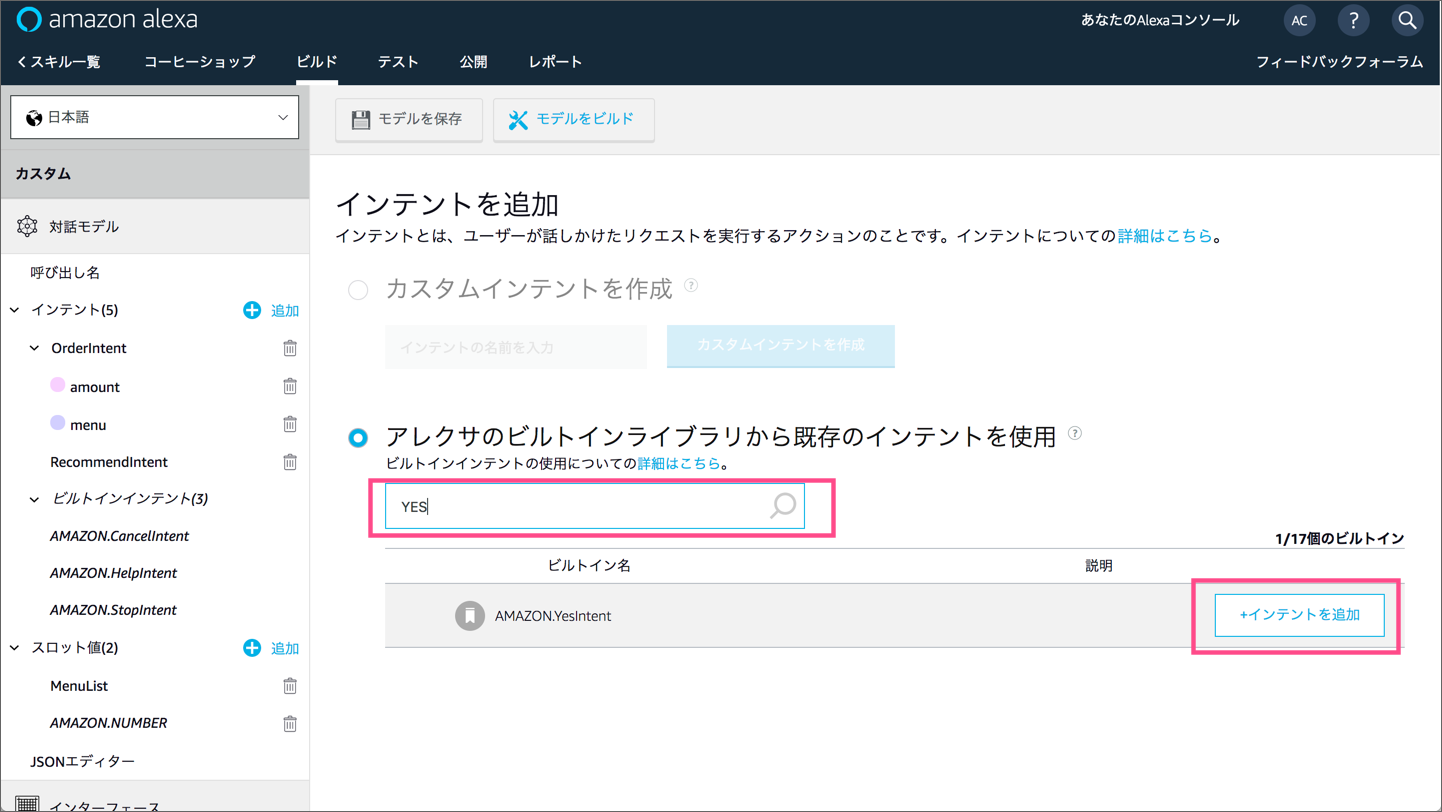 amazon alexa
あなたのAlexaコンソール
AC
?
スキル一覧
コーヒーショップ
ビルド
テスト
公開
レポート
フィードバックフォーラム
日本語
モデルを保存
モデルをビルド
カスタム
対話モデル
呼び出し名
インテント(5)
追加
OrderIntent
amount
menu
RecommendIntent
ビルトインインテント(3)
AMAZON.CancelIntent
AMAZON.HelpIntent
AMAZON.StopIntent
スロット値(2)
追加
MenuList
AMAZON.NUMBER
JSONエディター
インターフェース
インテントを追加
インテントとは、ユーザーが話しかけたリクエストを実行するアクションのことです。インテントについての詳細はこちら。
カスタムインテントを作成 ?
インテントの名前を入力
カスタムインテントを作成
アレクサのビルトインライブラリから既存のインテントを使用 ?
ビルトインインテントの使用についての詳細はこちら。
YES
1/17個のビルトイン
ビルトイン名
説明
AMAZON.YesIntent
+インテントを追加